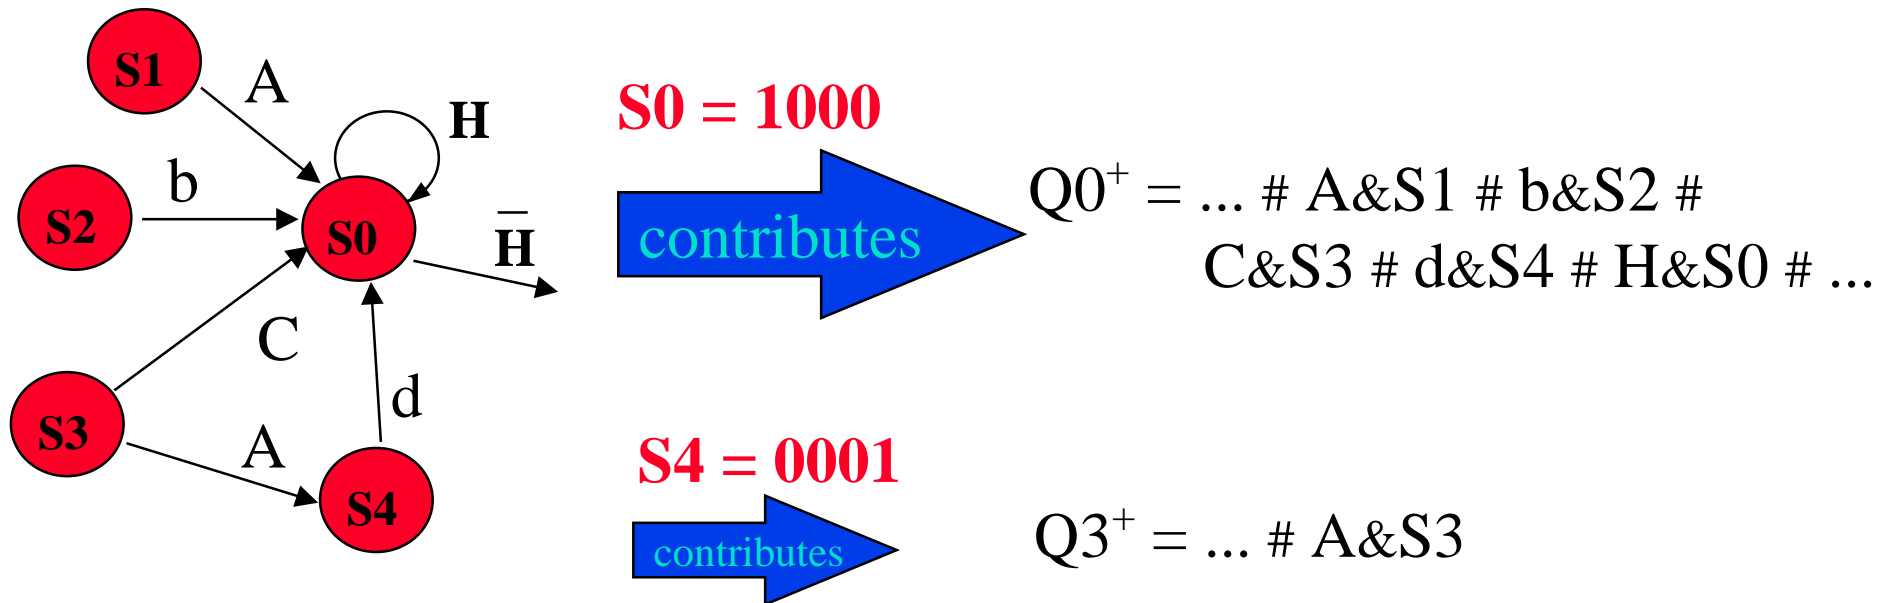 S1
A
H
S2
b
S0
H̅
C
S3
d
A
S4
S0 = 1000
contributes
Q0⁺ = ... # A&S1 # b&S2 #
C&S3 # d&S4 # H&S0 # ...
S4 = 0001
contributes
Q3⁺ = ... # A&S3